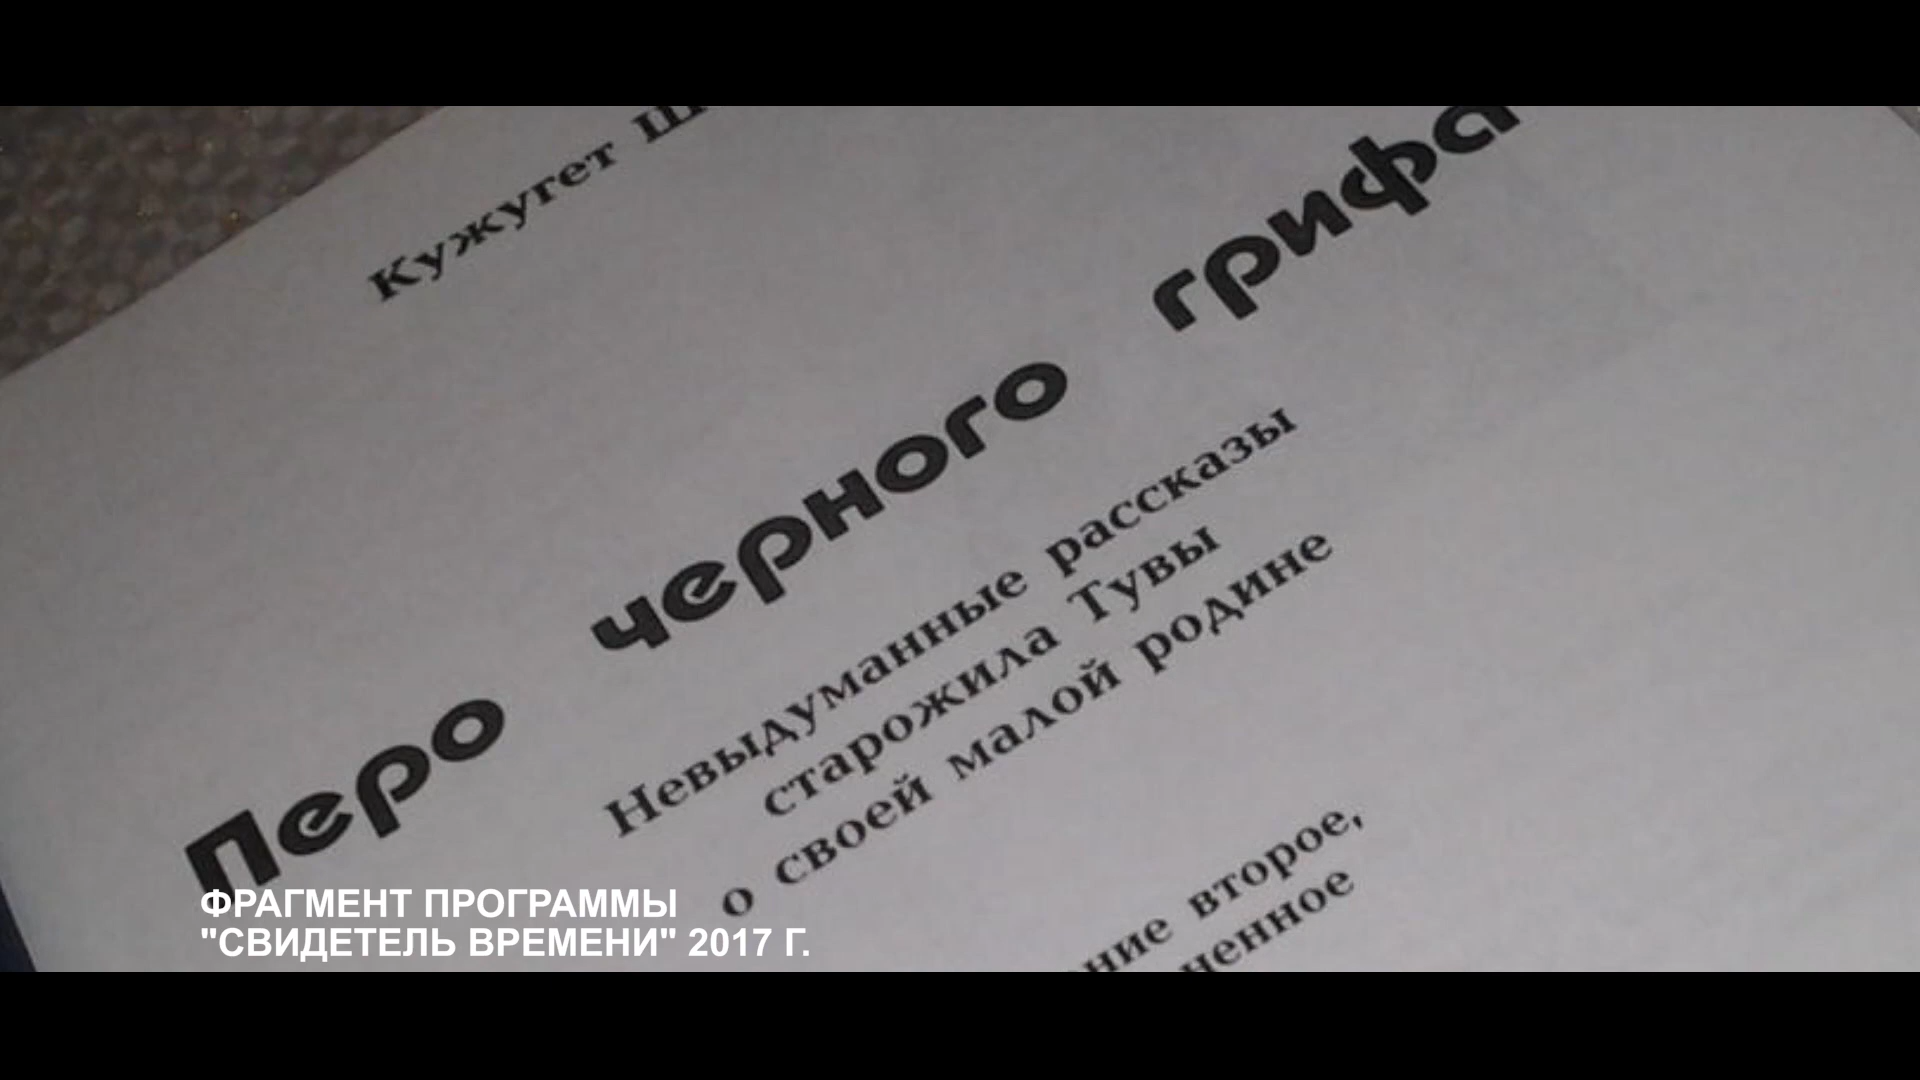 Кужугет
Перо черного грифа
Невыдуманные рассказы
старожила Тувы
о своей малой родине
второе,
ФРАГМЕНТ ПРОГРАММЫ
"СВИДЕТЕЛЬ ВРЕМЕНИ" 2017 Г.